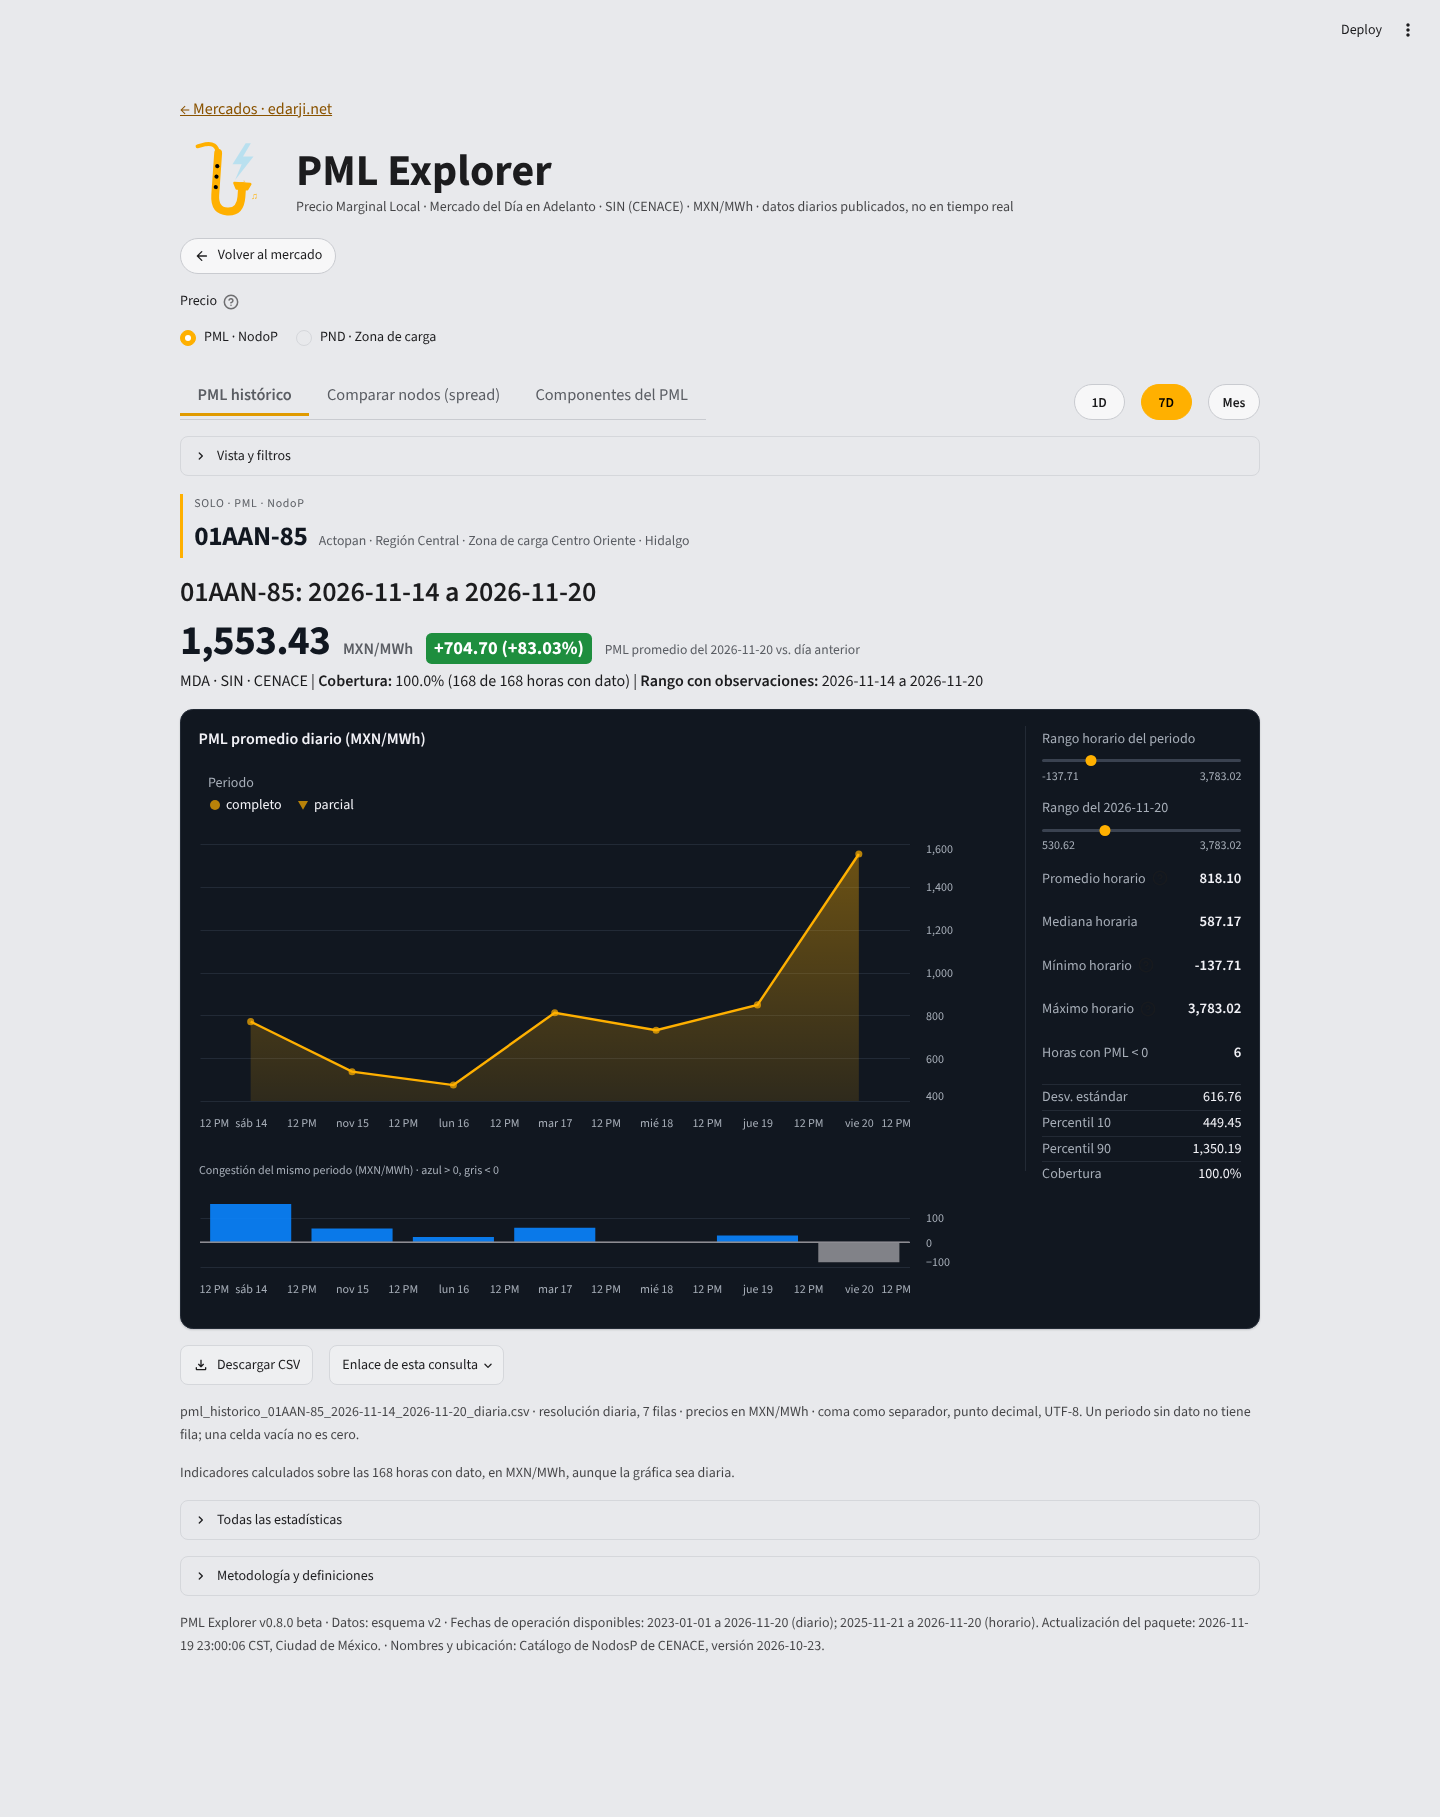 Deploy
← Mercados · edarji.net
PML Explorer
Precio Marginal Local · Mercado del Día en Adelanto · SIN (CENACE) · MXN/MWh · datos diarios publicados, no en tiempo real
Volver al mercado
Precio
PML · NodoP PND · Zona de carga
PML histórico Comparar nodos (spread) Componentes del PML 1D 7D Mes
Vista y filtros
SOLO · PML · NodoP
01AAN-85 Actopan · Región Central · Zona de carga Centro Oriente · Hidalgo
01AAN-85: 2026-11-14 a 2026-11-20
1,553.43 MXN/MWh +704.70 (+83.03%) PML promedio del 2026-11-20 vs. día anterior
MDA · SIN · CENACE | Cobertura: 100.0% (168 de 168 horas con dato) | Rango con observaciones: 2026-11-14 a 2026-11-20
PML promedio diario (MXN/MWh)
Periodo
completo parcial
1,600
1,400
1,200
1,000
800
600
400
12 PM sáb 14 12 PM nov 15 12 PM lun 16 12 PM mar 17 12 PM mié 18 12 PM jue 19 12 PM vie 20 12 PM
Congestión del mismo periodo (MXN/MWh) · azul > 0, gris < 0
100
0
−100
12 PM sáb 14 12 PM nov 15 12 PM lun 16 12 PM mar 17 12 PM mié 18 12 PM jue 19 12 PM vie 20 12 PM
Rango horario del periodo
-137.71 3,783.02
Rango del 2026-11-20
530.62 3,783.02
Promedio horario 818.10
Mediana horaria 587.17
Mínimo horario -137.71
Máximo horario 3,783.02
Horas con PML < 0 6
Desv. estándar 616.76
Percentil 10 449.45
Percentil 90 1,350.19
Cobertura 100.0%
Descargar CSV Enlace de esta consulta
pml_historico_01AAN-85_2026-11-14_2026-11-20_diaria.csv · resolución diaria, 7 filas · precios en MXN/MWh · coma como separador, punto decimal, UTF-8. Un periodo sin dato no tiene
fila; una celda vacía no es cero.
Indicadores calculados sobre las 168 horas con dato, en MXN/MWh, aunque la gráfica sea diaria.
Todas las estadísticas
Metodología y definiciones
PML Explorer v0.8.0 beta · Datos: esquema v2 · Fechas de operación disponibles: 2023-01-01 a 2026-11-20 (diario); 2025-11-21 a 2026-11-20 (horario). Actualización del paquete: 2026-11-
19 23:00:06 CST, Ciudad de México. · Nombres y ubicación: Catálogo de NodosP de CENACE, versión 2026-10-23.